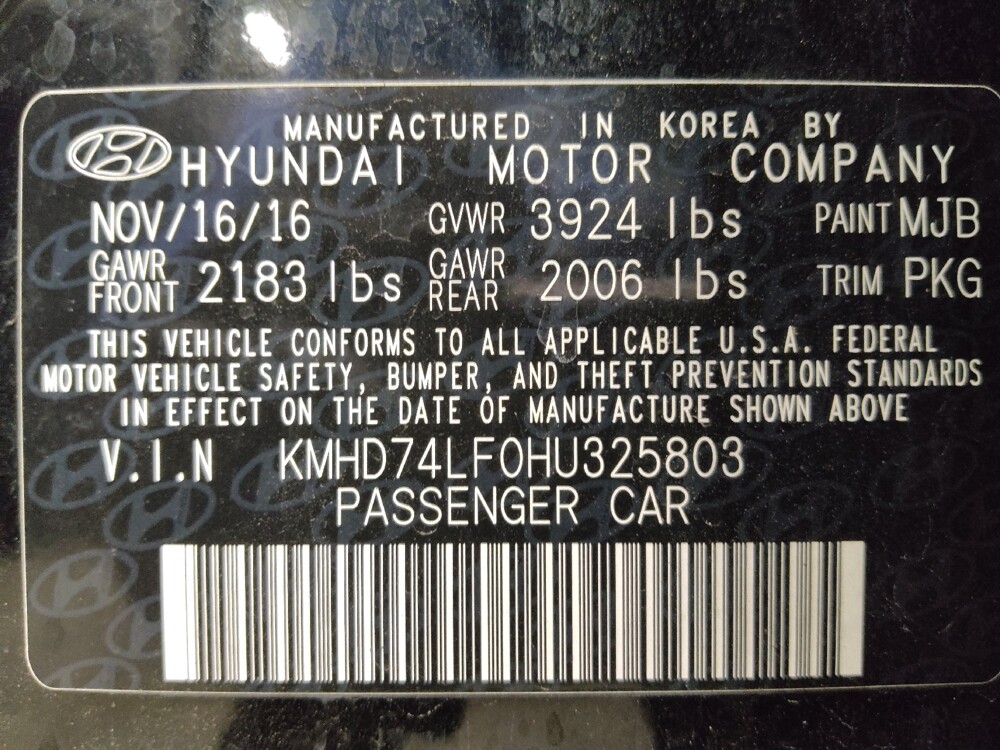 MANUFACTURED IN KOREA BY
HYUNDAI MOTOR COMPANY
NOV/16/16 GVWR 3924 lbs PAINT MJB
GAWR FRONT 2183 lbs GAWR REAR 2006 lbs TRIM PKG
THIS VEHICLE CONFORMS TO ALL APPLICABLE U.S.A. FEDERAL
MOTOR VEHICLE SAFETY, BUMPER, AND THEFT PREVENTION STANDARDS
IN EFFECT ON THE DATE OF MANUFACTURE SHOWN ABOVE
V.I.N KMHD74LF0HU325803
PASSENGER CAR